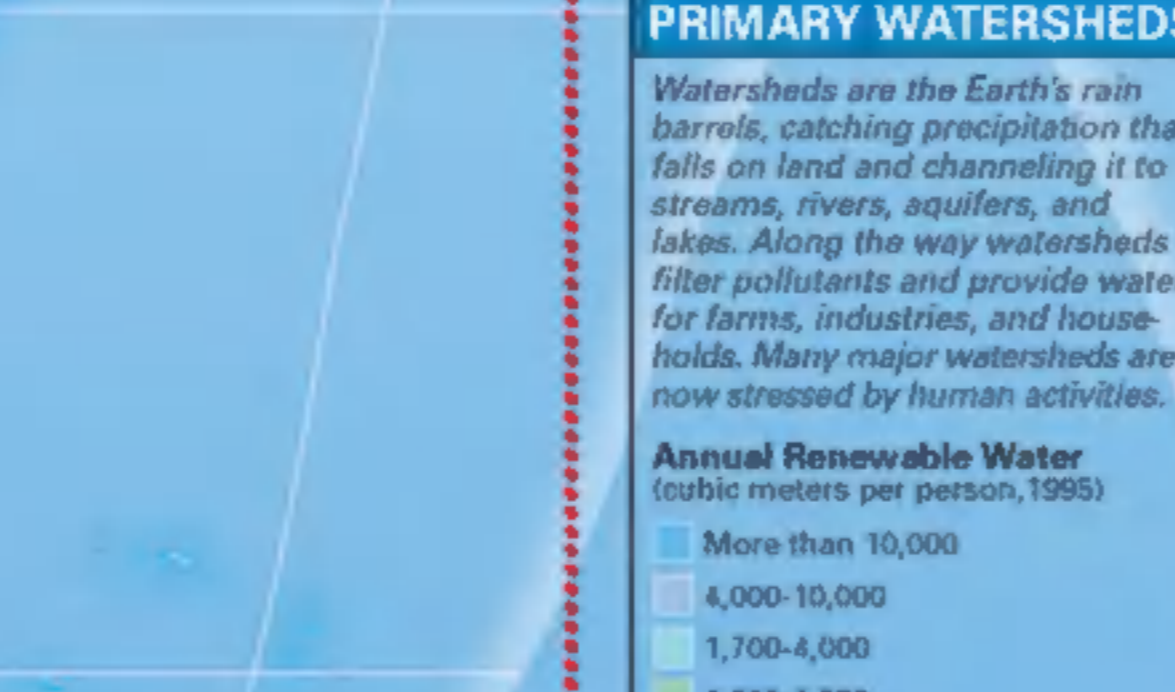 PRIMARY WATERSHEDS
Watersheds are the Earth's rain
barrels, catching precipitation tha
falls on land and channeling it to
streams, rivers, aquifers, and
lakes. Along the way watersheds
filter pollutants and provide wate
for farms, industries, and house-
holds. Many major watersheds are
now stressed by human activities.
Annual Renewable Water
(cubic meters per person, 1995)
More than 10,000
4,000-10,000
1,700-4,000